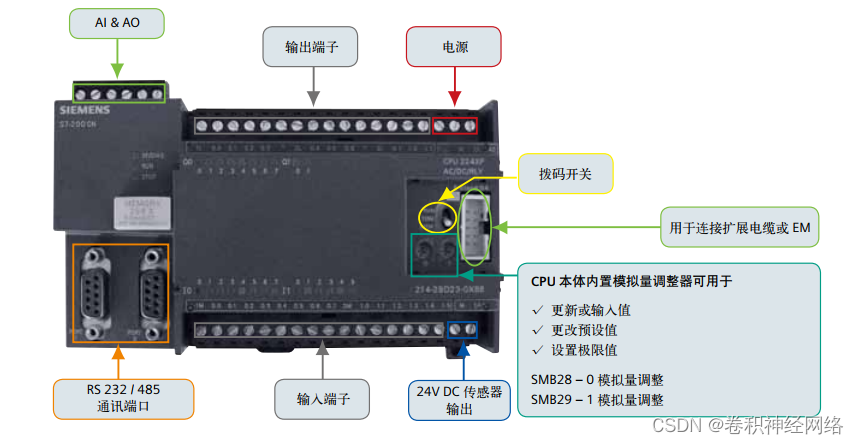 AI & AO
输出端子
电源
SIEMENS
S7-200 CN
CPU 224XP
AC/DC/RLY
拨码开关
用于连接扩展电缆或 EM
CPU 本体内置模拟量调整器可用于
✓ 更新或输入值
✓ 更改预设值
✓ 设置极限值
SMB28 – 0 模拟量调整
SMB29 – 1 模拟量调整
RS 232 / 485
通讯端口
输入端子
24V DC 传感器
输出
CSDN @卷积神经网络